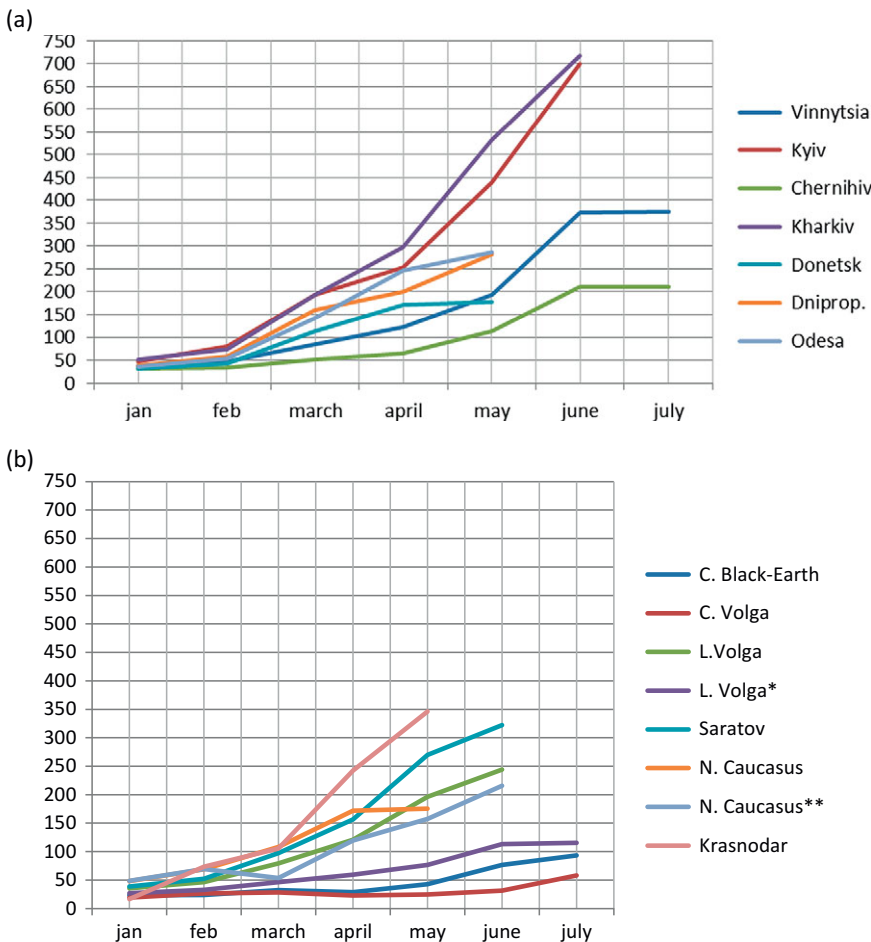 (a)
750
700
650
600
550
500
450
400
350
300
250
200
150
100
50
0
jan feb march april may june july
Vinnytsia
Kyiv
Chernihiv
Kharkiv
Donetsk
Dniprop.
Odesa
(b)
750
700
650
600
550
500
450
400
350
300
250
200
150
100
50
0
jan feb march april may june july
C. Black-Earth
C. Volga
L.Volga
L. Volga*
Saratov
N. Caucasus
N. Caucasus**
Krasnodar